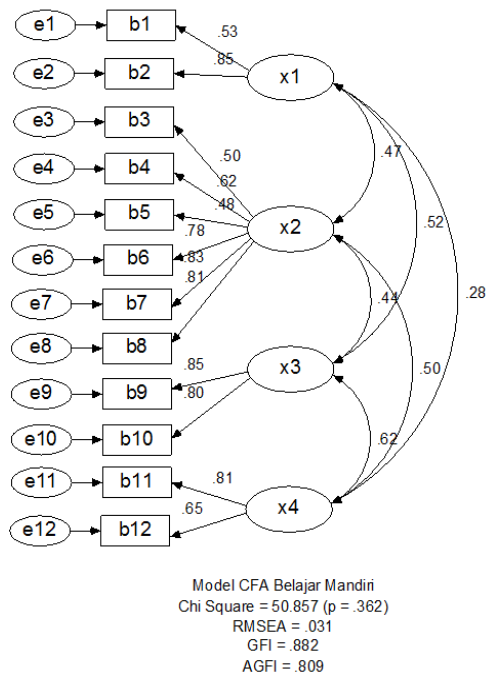 e1 b1 .53
e2 b2 .85 x1
e3 b3
.50 .47
e4 b4 .62
e5 b5 .48 x2 .52
.78
e6 b6 .83
.81 .44 .28
e7 b7
e8 b8
.85 x3 .50
e9 b9 .80
e10 b10 .62
e11 b11 .81
.65 x4
e12 b12
Model CFA Belajar Mandiri
Chi Square = 50.857 (p = .362)
RMSEA = .031
GFI = .882
AGFI = .809